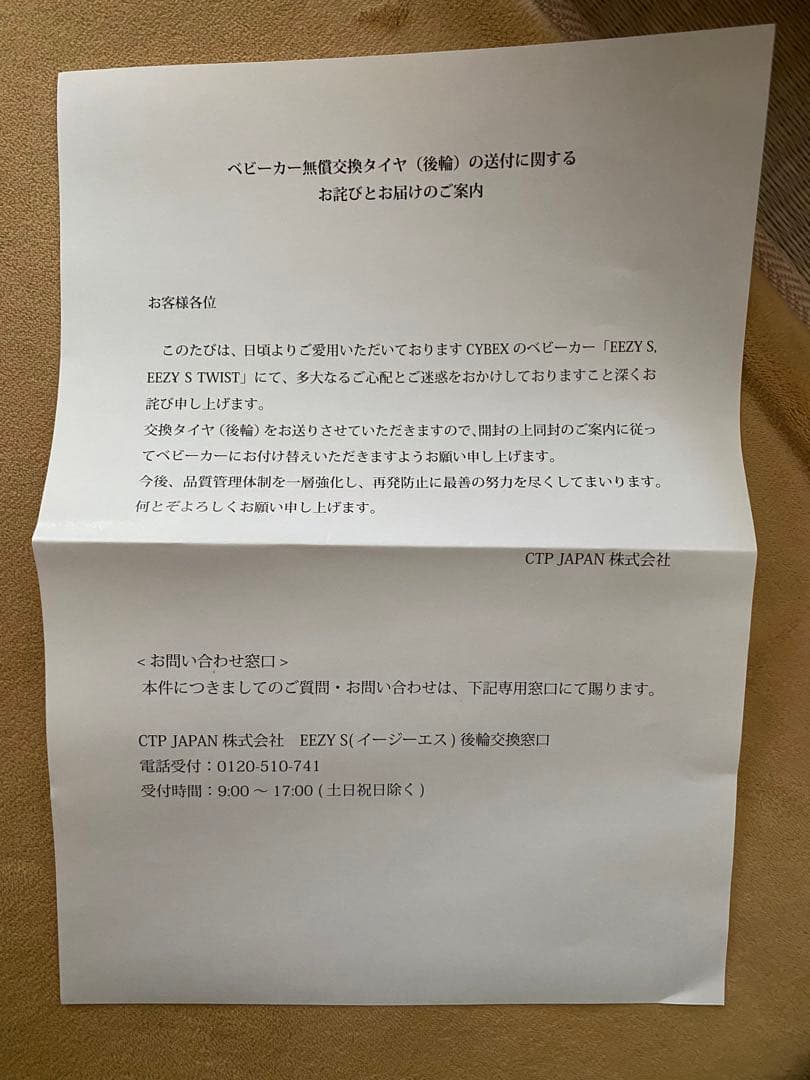 ベビーカー無償交換タイヤ（後輪）の送付に関する
お詫びとお届けのご案内
お客様各位
このたびは、日頃よりご愛用いただいております CYBEX のベビーカー「EEZY S,
EEZY S TWIST」にて、多大なるご心配とご迷惑をおかけしておりますこと深くお
詫び申し上げます。
交換タイヤ（後輪）をお送りさせていただきますので、開封の上同封のご案内に従っ
てベビーカーにお付け替えいただきますようお願い申し上げます。
今後、品質管理体制を一層強化し、再発防止に最善の努力を尽くしてまいります。
何とぞよろしくお願い申し上げます。
CTP JAPAN 株式会社
< お問い合わせ窓口 >
本件につきましてのご質問・お問い合わせは、下記専用窓口にて賜ります。
CTP JAPAN 株式会社　EEZY S( イージーエス ) 後輪交換窓口
電話受付：0120-510-741
受付時間：9:00 ～ 17:00 ( 土日祝日除く )